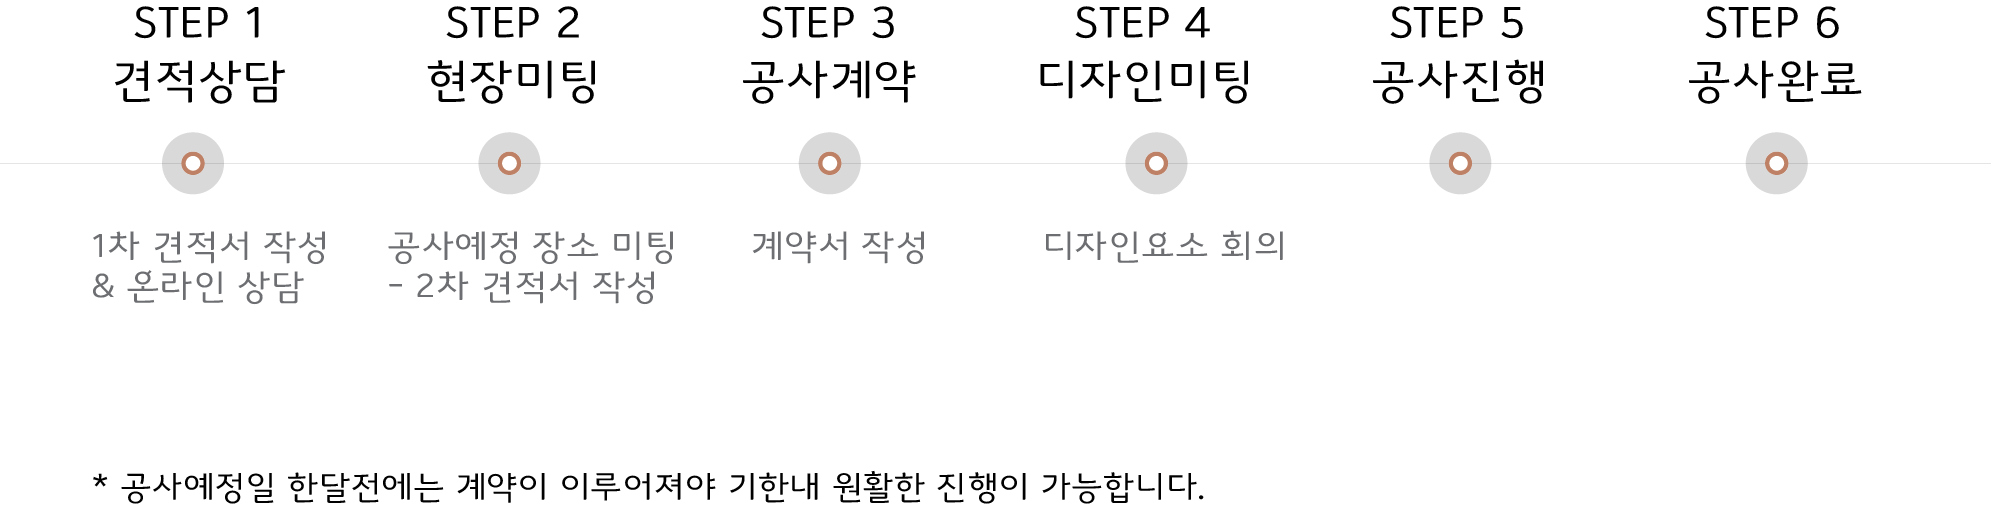 STEP 1
견적상담
1차 견적서 작성
& 온라인 상담
STEP 2
현장미팅
공사예정 장소 미팅
- 2차 견적서 작성
STEP 3
공사계약
계약서 작성
STEP 4
디자인미팅
디자인요소 회의
STEP 5
공사진행
STEP 6
공사완료
* 공사예정일 한달전에는 계약이 이루어져야 기한내 원활한 진행이 가능합니다.